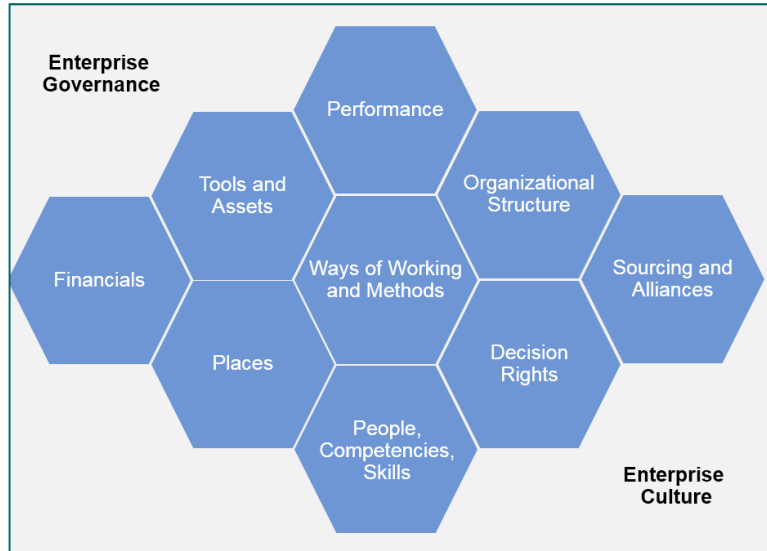 Enterprise
Governance
Performance
Tools and
Assets
Organizational
Structure
Financials
Ways of Working
and Methods
Sourcing and
Alliances
Places
Decision
Rights
People,
Competencies,
Skills
Enterprise
Culture